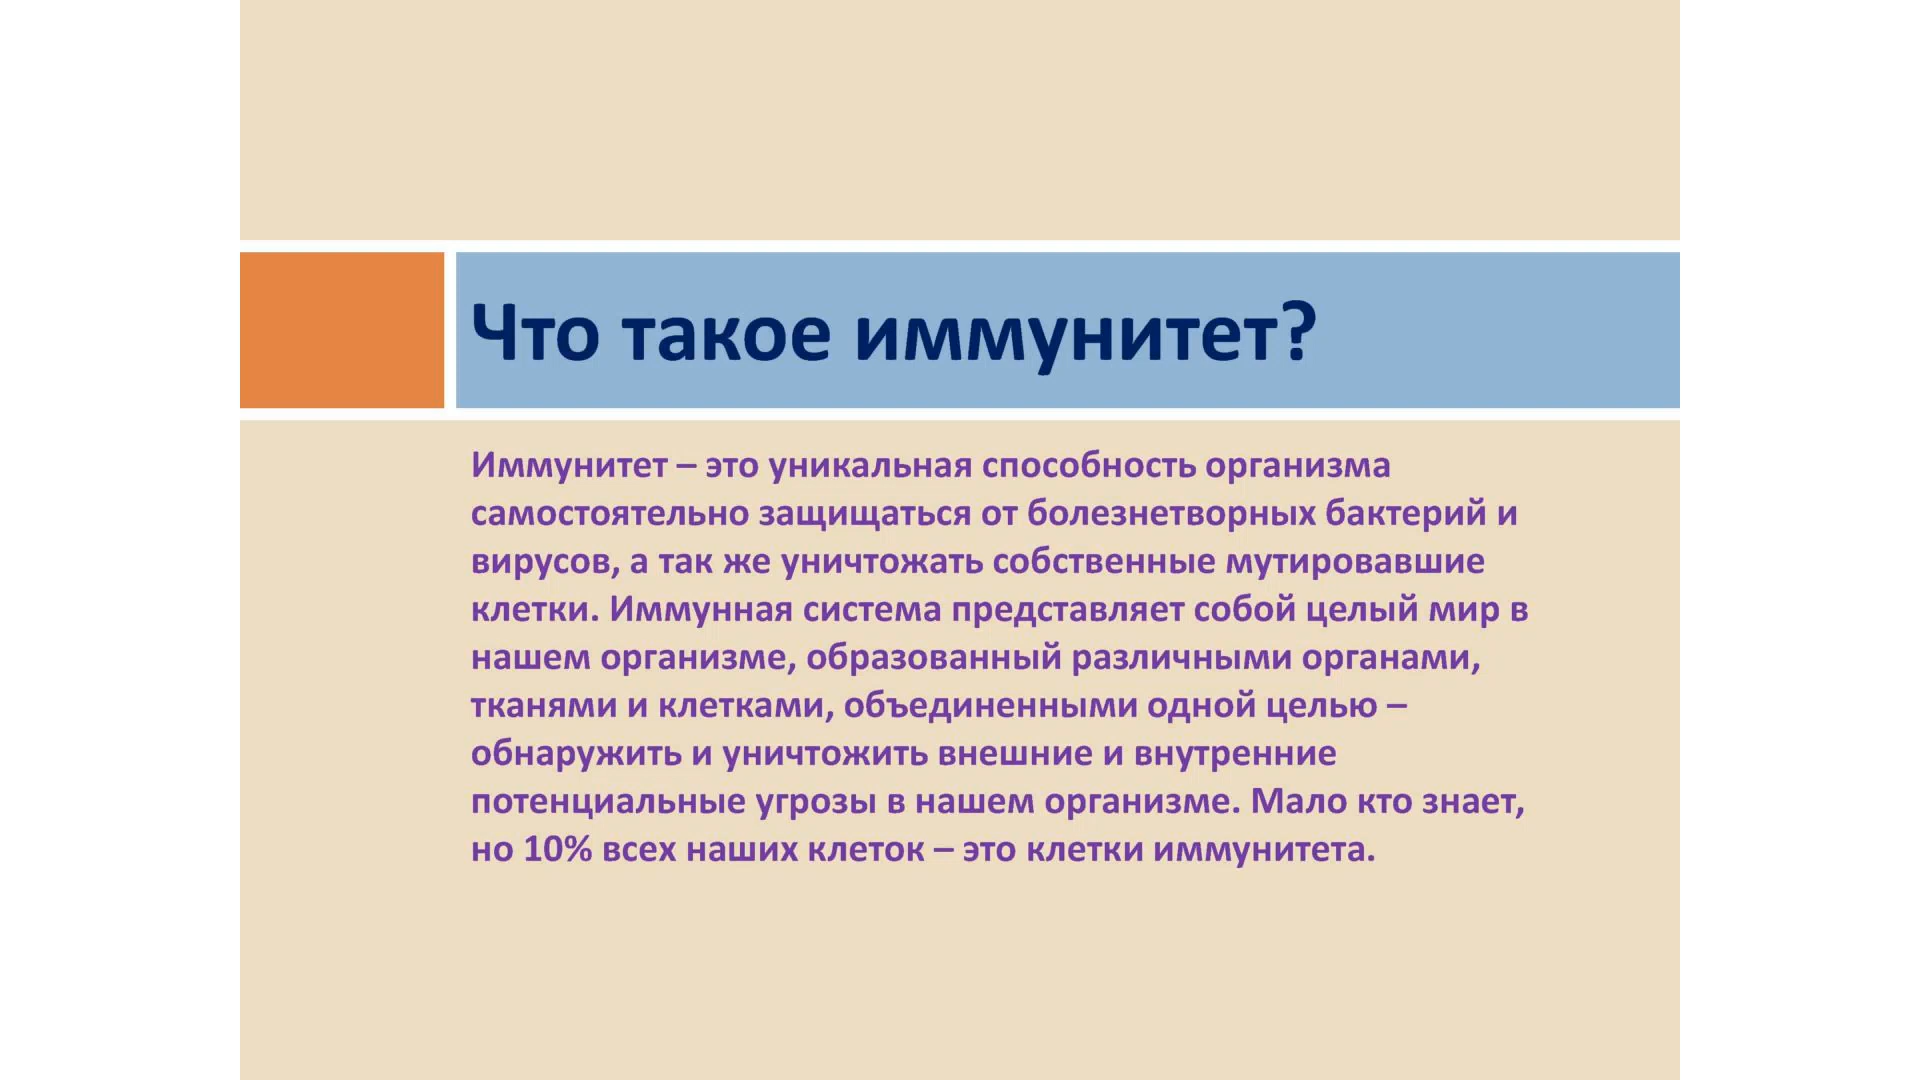 Что такое иммунитет?
Иммунитет – это уникальная способность организма
самостоятельно защищаться от болезнетворных бактерий и
вирусов, а так же уничтожать собственные мутировавшие
клетки. Иммунная система представляет собой целый мир в
нашем организме, образованный различными органами,
тканями и клетками, объединенными одной целью –
обнаружить и уничтожить внешние и внутренние
потенциальные угрозы в нашем организме. Мало кто знает,
но 10% всех наших клеток – это клетки иммунитета.